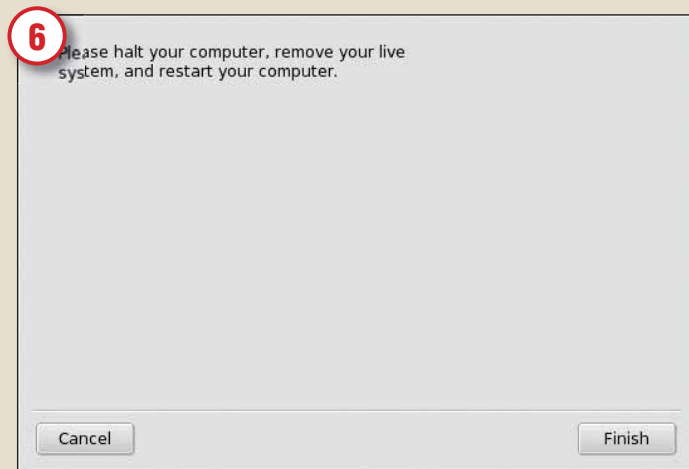 6
Please halt your computer, remove your live
system, and restart your computer.
Cancel
Finish